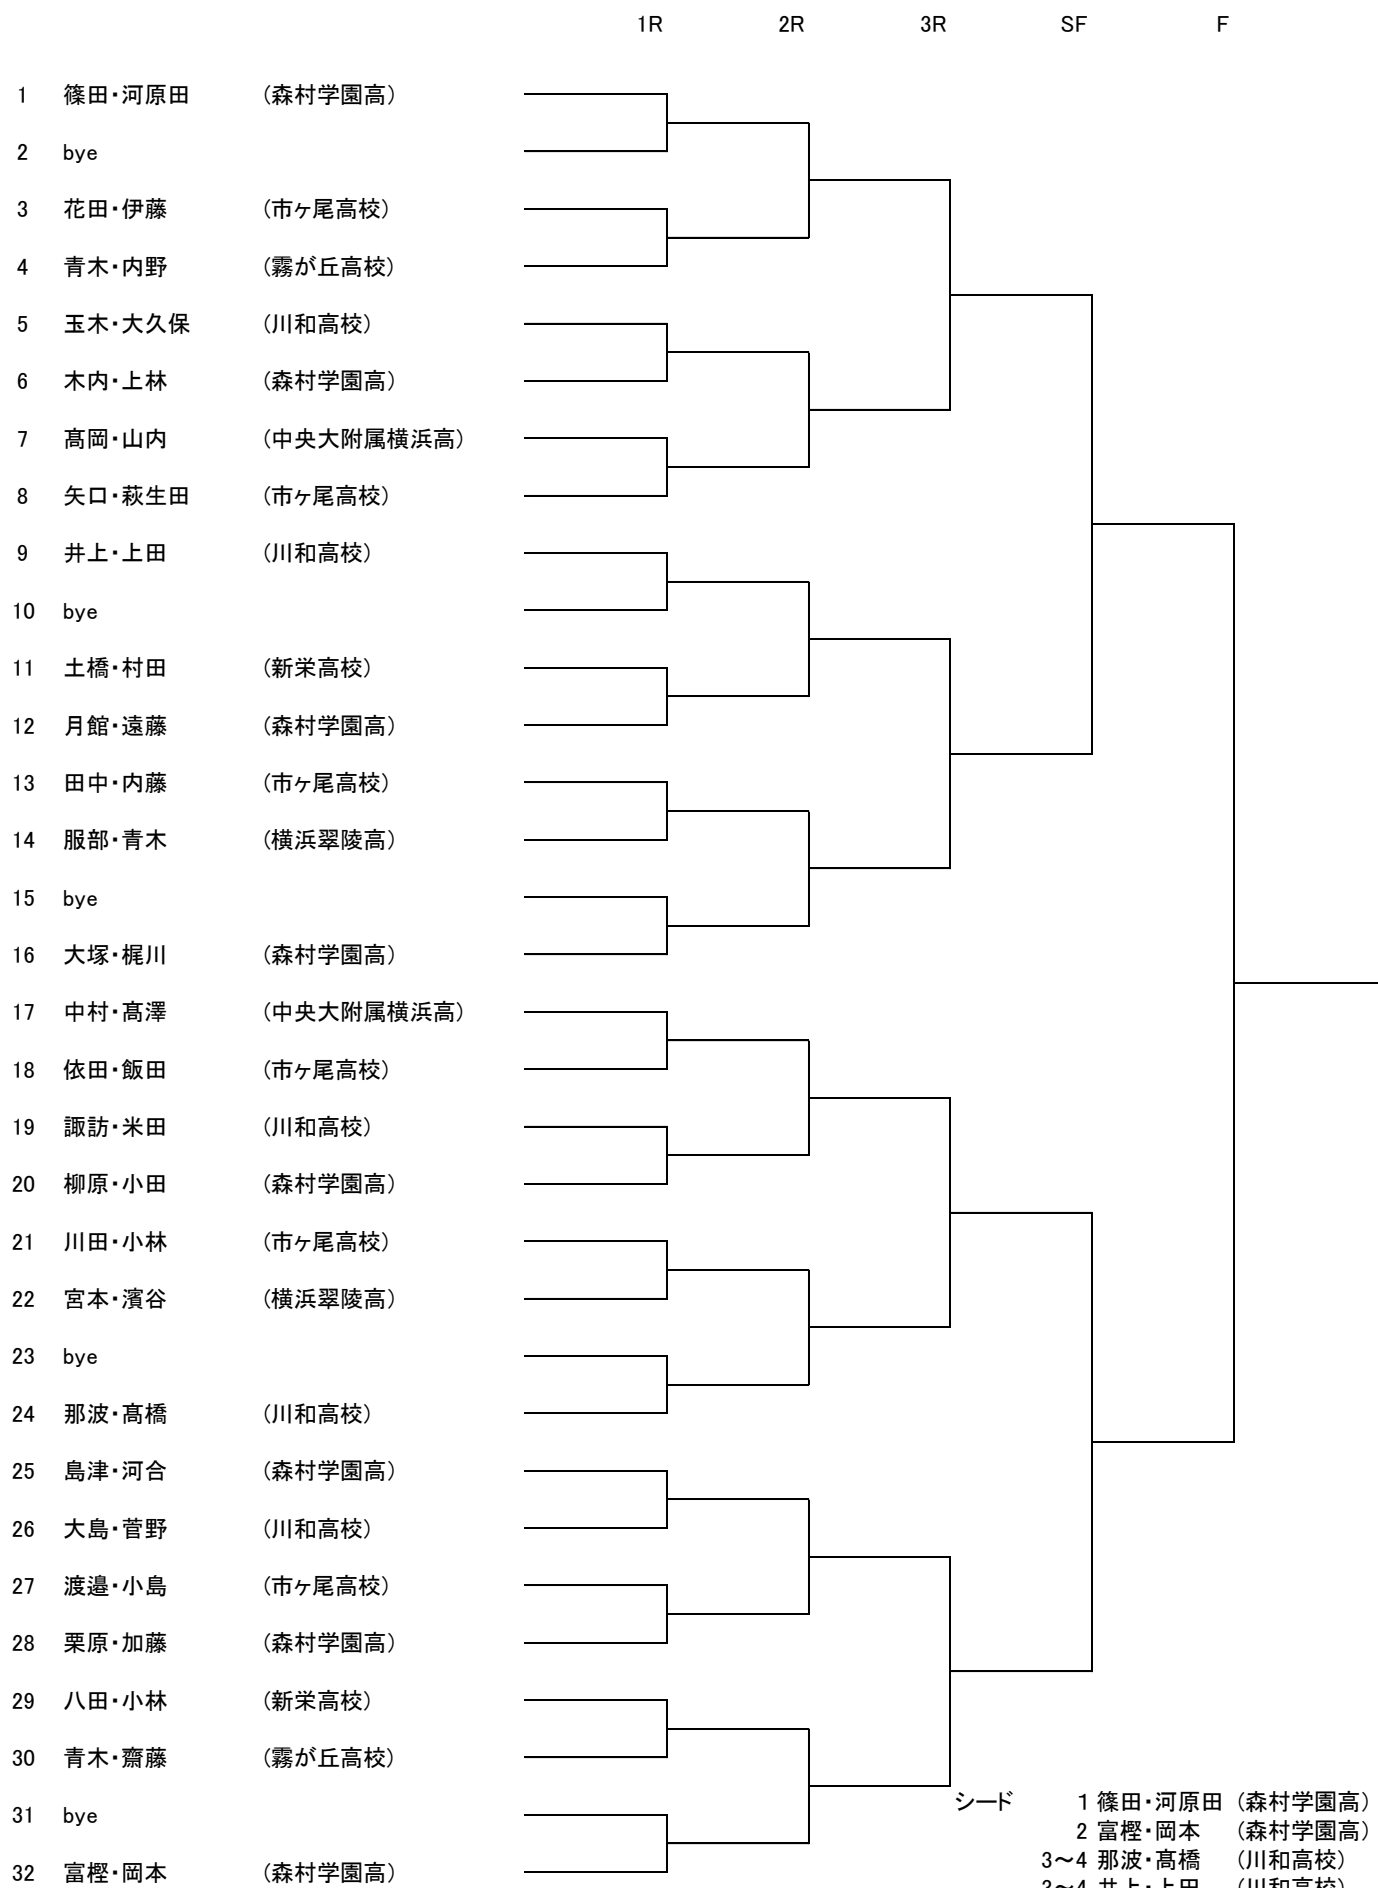 1R 2R 3R SF F
1 篠田・河原田 (森村学園高)
2 bye
3 花田・伊藤 (市ヶ尾高校)
4 青木・内野 (霧が丘高校)
5 玉木・大久保 (川和高校)
6 木内・上林 (森村学園高)
7 髙岡・山内 (中央大附属横浜高)
8 矢口・萩生田 (市ヶ尾高校)
9 井上・上田 (川和高校)
10 bye
11 土橋・村田 (新栄高校)
12 月館・遠藤 (森村学園高)
13 田中・内藤 (市ヶ尾高校)
14 服部・青木 (横浜翠陵高)
15 bye
16 大塚・梶川 (森村学園高)
17 中村・髙澤 (中央大附属横浜高)
18 依田・飯田 (市ヶ尾高校)
19 諏訪・米田 (川和高校)
20 柳原・小田 (森村学園高)
21 川田・小林 (市ヶ尾高校)
22 宮本・濱谷 (横浜翠陵高)
23 bye
24 那波・髙橋 (川和高校)
25 島津・河合 (森村学園高)
26 大島・菅野 (川和高校)
27 渡邉・小島 (市ヶ尾高校)
28 栗原・加藤 (森村学園高)
29 八田・小林 (新栄高校)
30 青木・齋藤 (霧が丘高校)
31 bye
32 富樫・岡本 (森村学園高)
シード 1 篠田・河原田 (森村学園高)
2 富樫・岡本 (森村学園高)
3～4 那波・髙橋 (川和高校)
3～4 井上・上田 (川和高校)